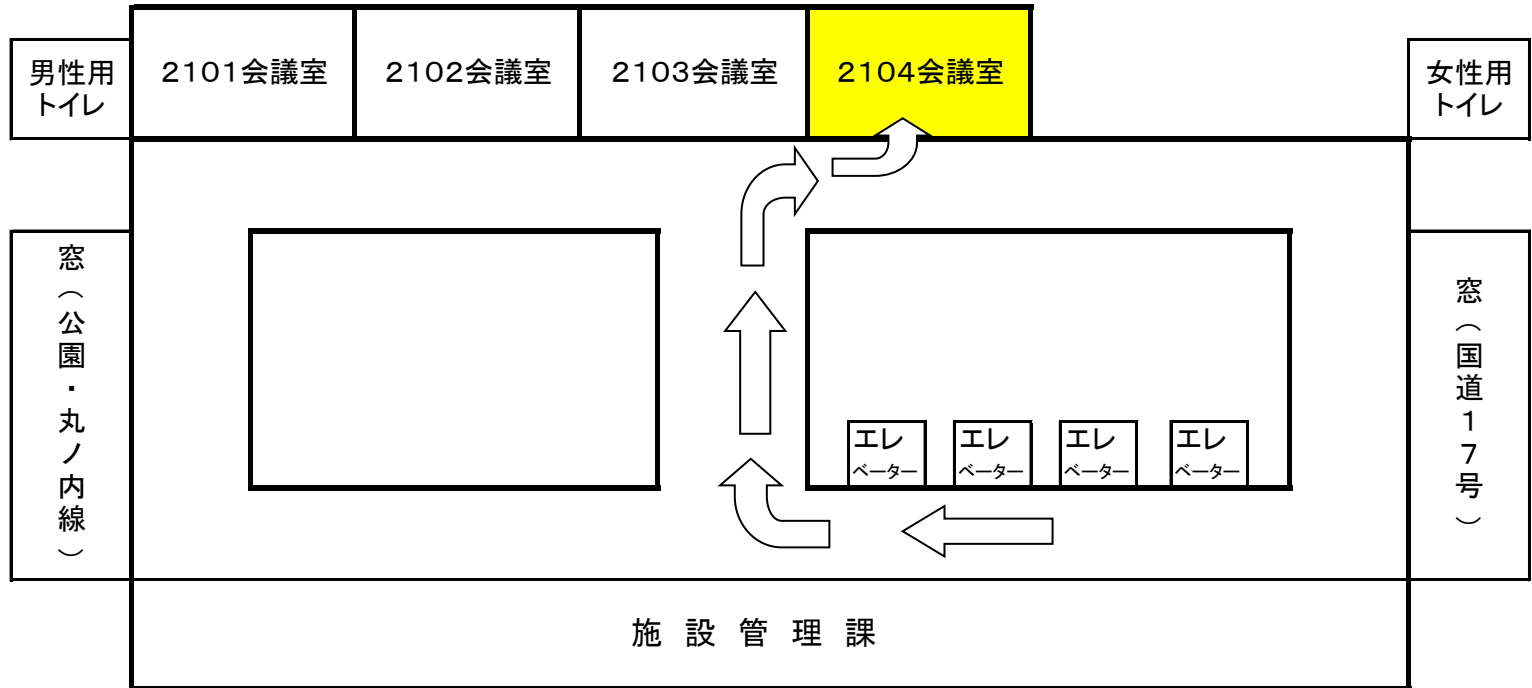 男性用
トイレ
2101会議室
2102会議室
2103会議室
2104会議室
女性用
トイレ
窓（公園・丸ノ内線）
エレ
ベーター
エレ
ベーター
エレ
ベーター
エレ
ベーター
窓（国道17号）
施設管理課